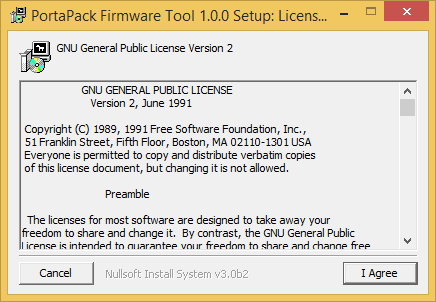 PortaPack Firmware Tool 1.0.0 Setup: Licens...
GNU General Public License Version 2
GNU GENERAL PUBLIC LICENSE
Version 2, June 1991
Copyright (C) 1989, 1991 Free Software Foundation, Inc.,
51 Franklin Street, Fifth Floor, Boston, MA 02110-1301 USA
Everyone is permitted to copy and distribute verbatim copies
of this license document, but changing it is not allowed.
Preamble
The licenses for most software are designed to take away your
freedom to share and change it. By contrast, the GNU General Public
License is intended to guarantee your freedom to share and change free
Cancel Nullsoft Install System v3.0b2 I Agree